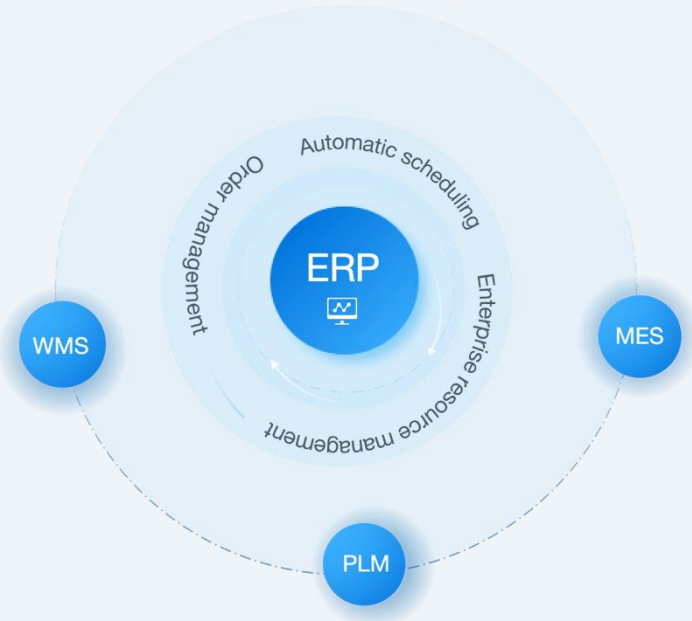 Automatic scheduling
Order management
ERP
Enterprise resource management
WMS
MES
PLM